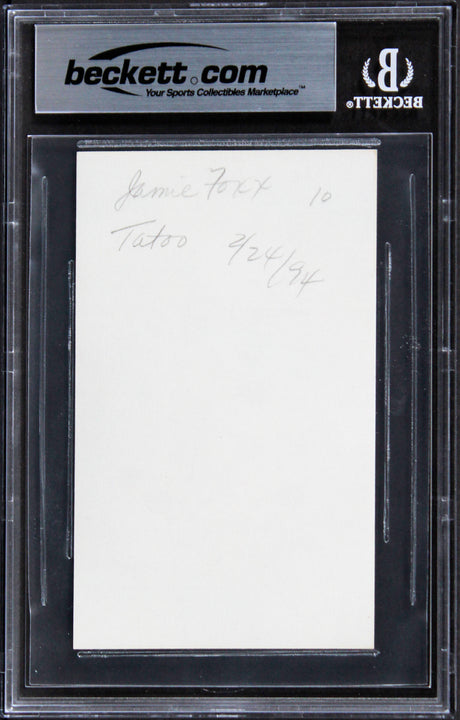 beckett.com
Your Sports Collectibles Marketplace™
B
BECKETT®
Jamie Foxx 10
Tatoo 2/24/94